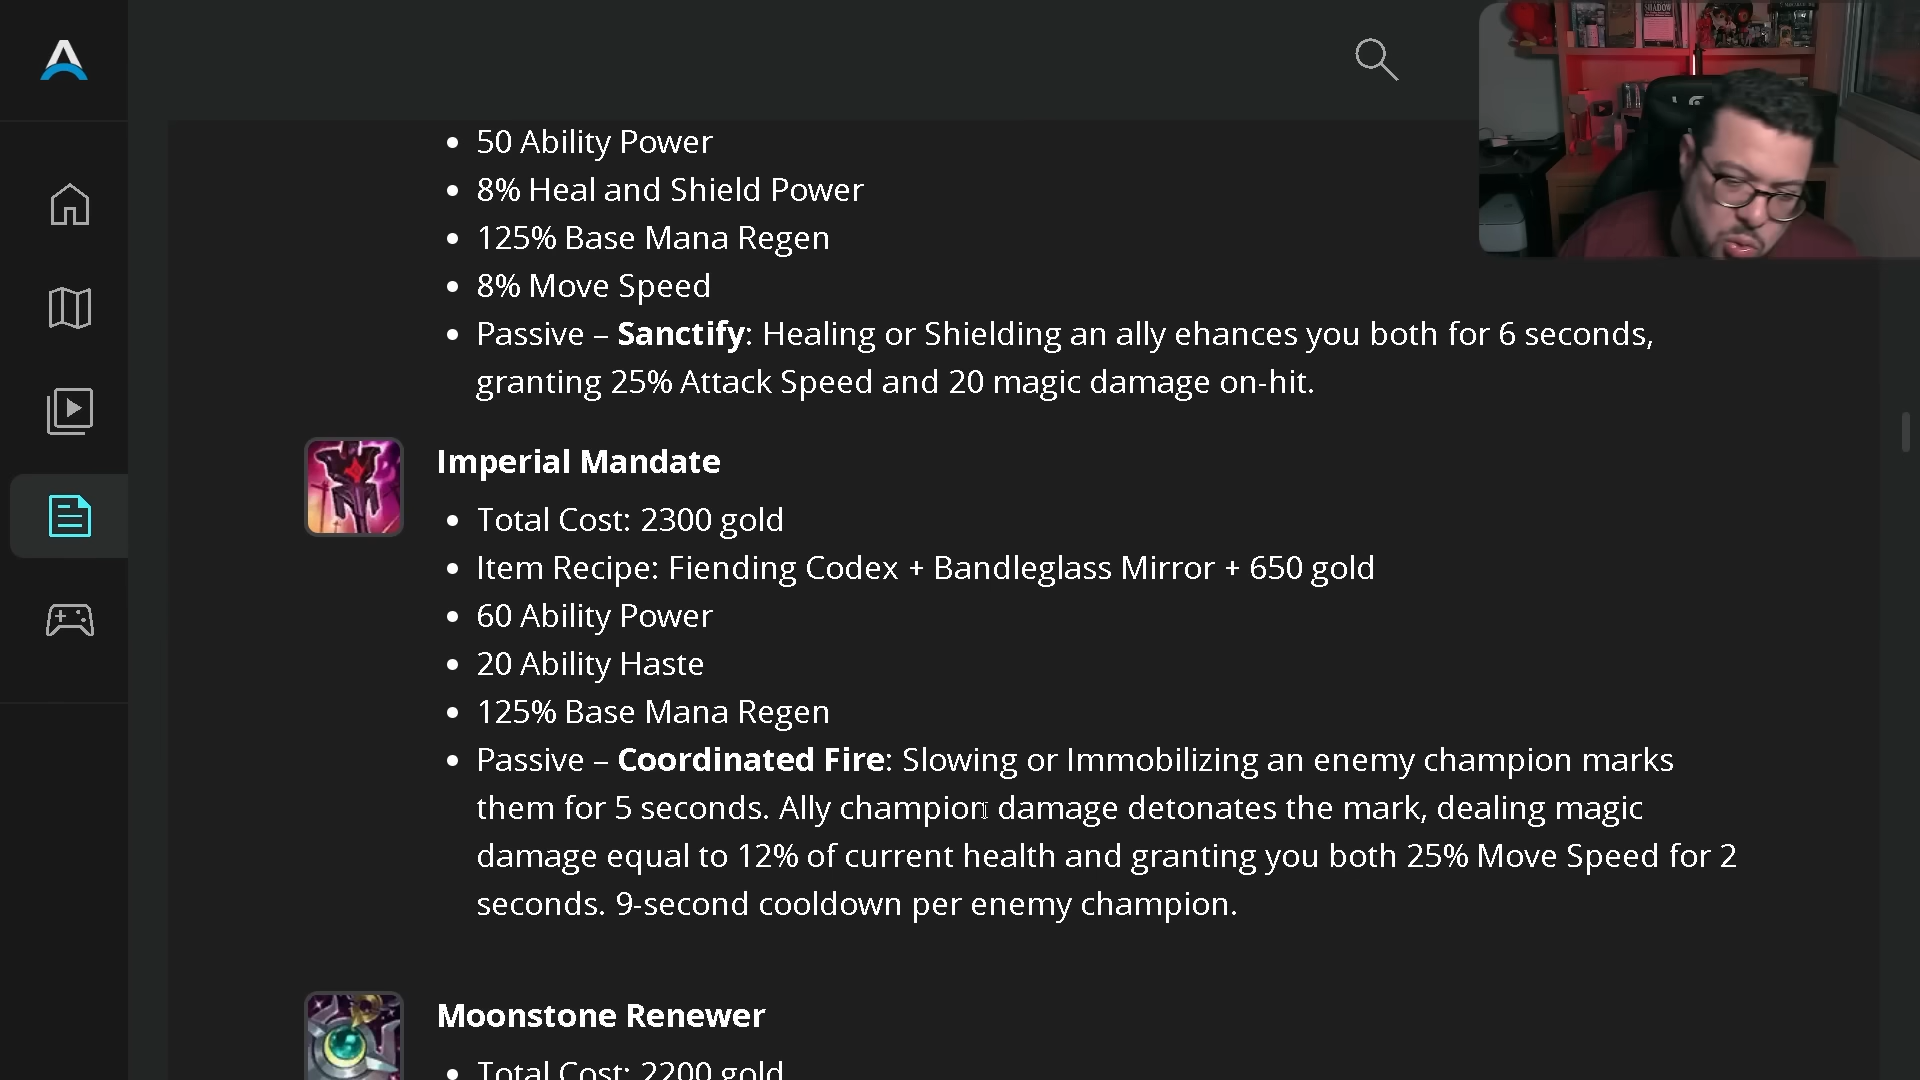 50 Ability Power
8% Heal and Shield Power
125% Base Mana Regen
8% Move Speed
Passive – Sanctify: Healing or Shielding an ally ehances you both for 6 seconds,
granting 25% Attack Speed and 20 magic damage on-hit.
Imperial Mandate
Total Cost: 2300 gold
Item Recipe: Fiending Codex + Bandleglass Mirror + 650 gold
60 Ability Power
20 Ability Haste
125% Base Mana Regen
Passive – Coordinated Fire: Slowing or Immobilizing an enemy champion marks
them for 5 seconds. Ally champion damage detonates the mark, dealing magic
damage equal to 12% of current health and granting you both 25% Move Speed for 2
seconds. 9-second cooldown per enemy champion.
Moonstone Renewer
Total Cost: 2200 gold